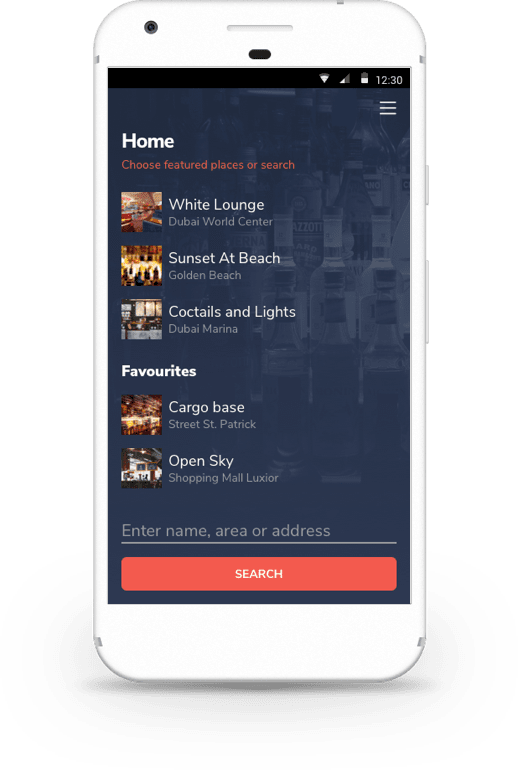 12:30
Home
Choose featured places or search
White Lounge
Dubai World Center
Sunset At Beach
Golden Beach
Coctails and Lights
Dubai Marina
Favourites
Cargo base
Street St. Patrick
Open Sky
Shopping Mall Luxior
Enter name, area or address
SEARCH